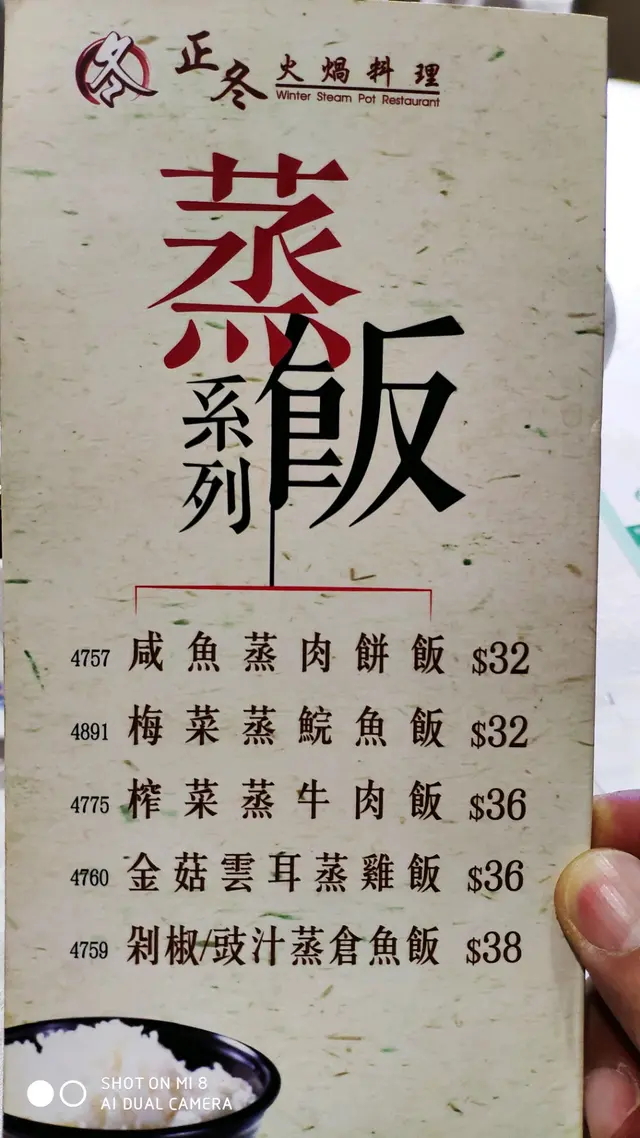 冬 正冬火焗料理
Winter Steam Pot Restaurant
蒸飯
系列
4757 咸魚蒸肉餅飯 $32
4891 梅菜蒸鯇魚飯 $32
4775 榨菜蒸牛肉飯 $36
4760 金菇雲耳蒸雞飯 $36
4759 剁椒/豉汁蒸倉魚飯 $38
SHOT ON MI 8
AI DUAL CAMERA